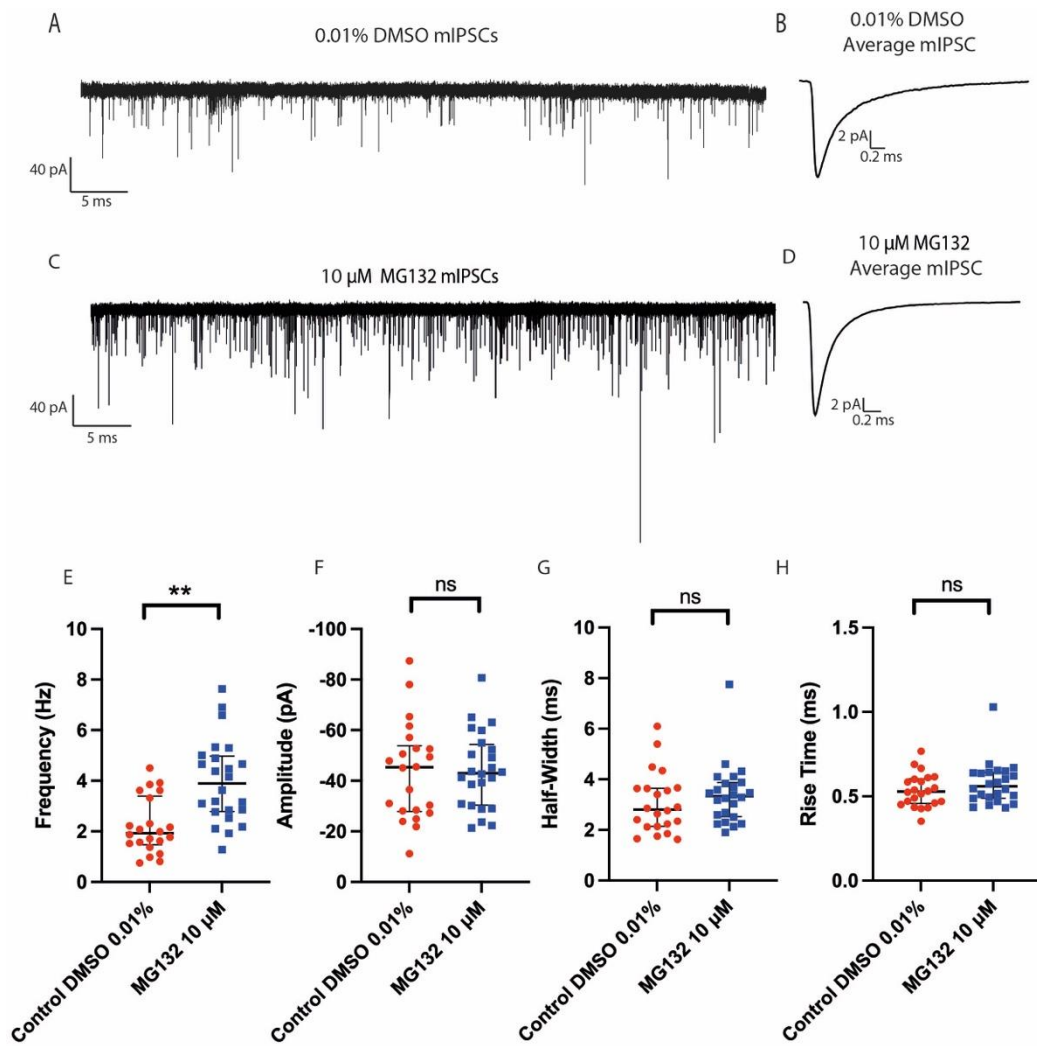 A
0.01% DMSO mIPSCs
40 pA
5 ms
B
0.01% DMSO
Average mIPSC
2 pA
0.2 ms
C
10 µM MG132 mIPSCs
40 pA
5 ms
D
10 µM MG132
Average mIPSC
2 pA
0.2 ms
E
**
Frequency (Hz)
10
8
6
4
2
0
Control DMSO 0.01%
MG132 10 µM
F
ns
Amplitude (pA)
-100
-80
-60
-40
-20
0
Control DMSO 0.01%
MG132 10 µM
G
ns
Half-Width (ms)
10
8
6
4
2
0
Control DMSO 0.01%
MG132 10 µM
H
ns
Rise Time (ms)
1.5
1.0
0.5
0.0
Control DMSO 0.01%
MG132 10 µM